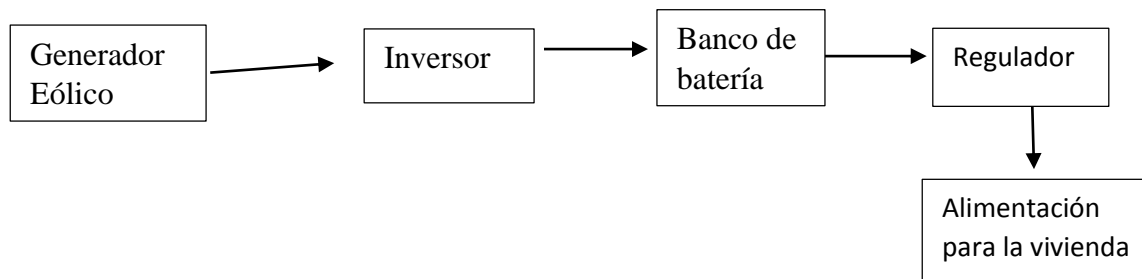 Generador
Eólico
Inversor
Banco de
batería
Regulador
Alimentación
para la vivienda